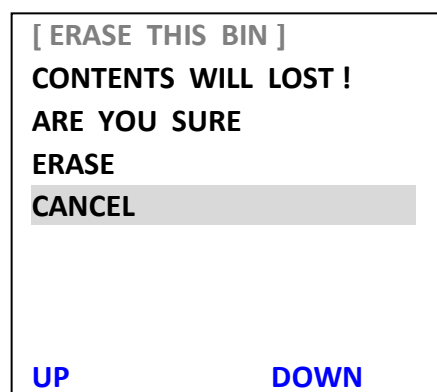 [ ERASE THIS BIN ]
CONTENTS WILL LOST !
ARE YOU SURE
ERASE
CANCEL
UP DOWN